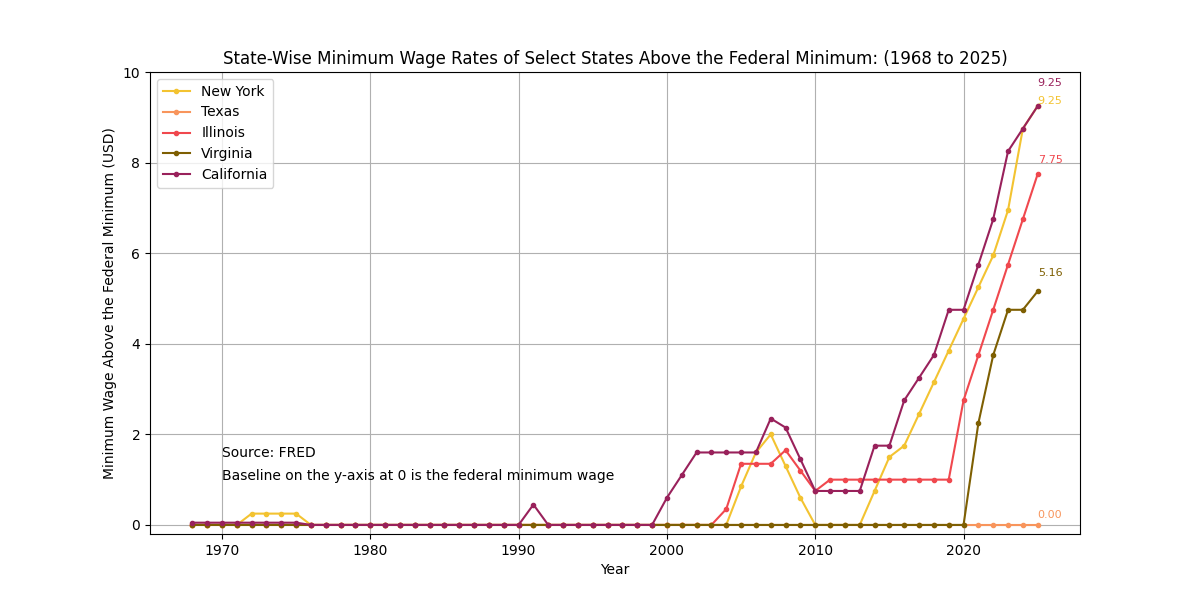 State-Wise Minimum Wage Rates of Select States Above the Federal Minimum: (1968 to 2025)
Minimum Wage Above the Federal Minimum (USD)
10
8
6
4
2
0
New York
Texas
Illinois
Virginia
California
9.25
9.25
7.75
5.16
0.00
Source: FRED
Baseline on the y-axis at 0 is the federal minimum wage
1970 1980 1990 2000 2010 2020
Year